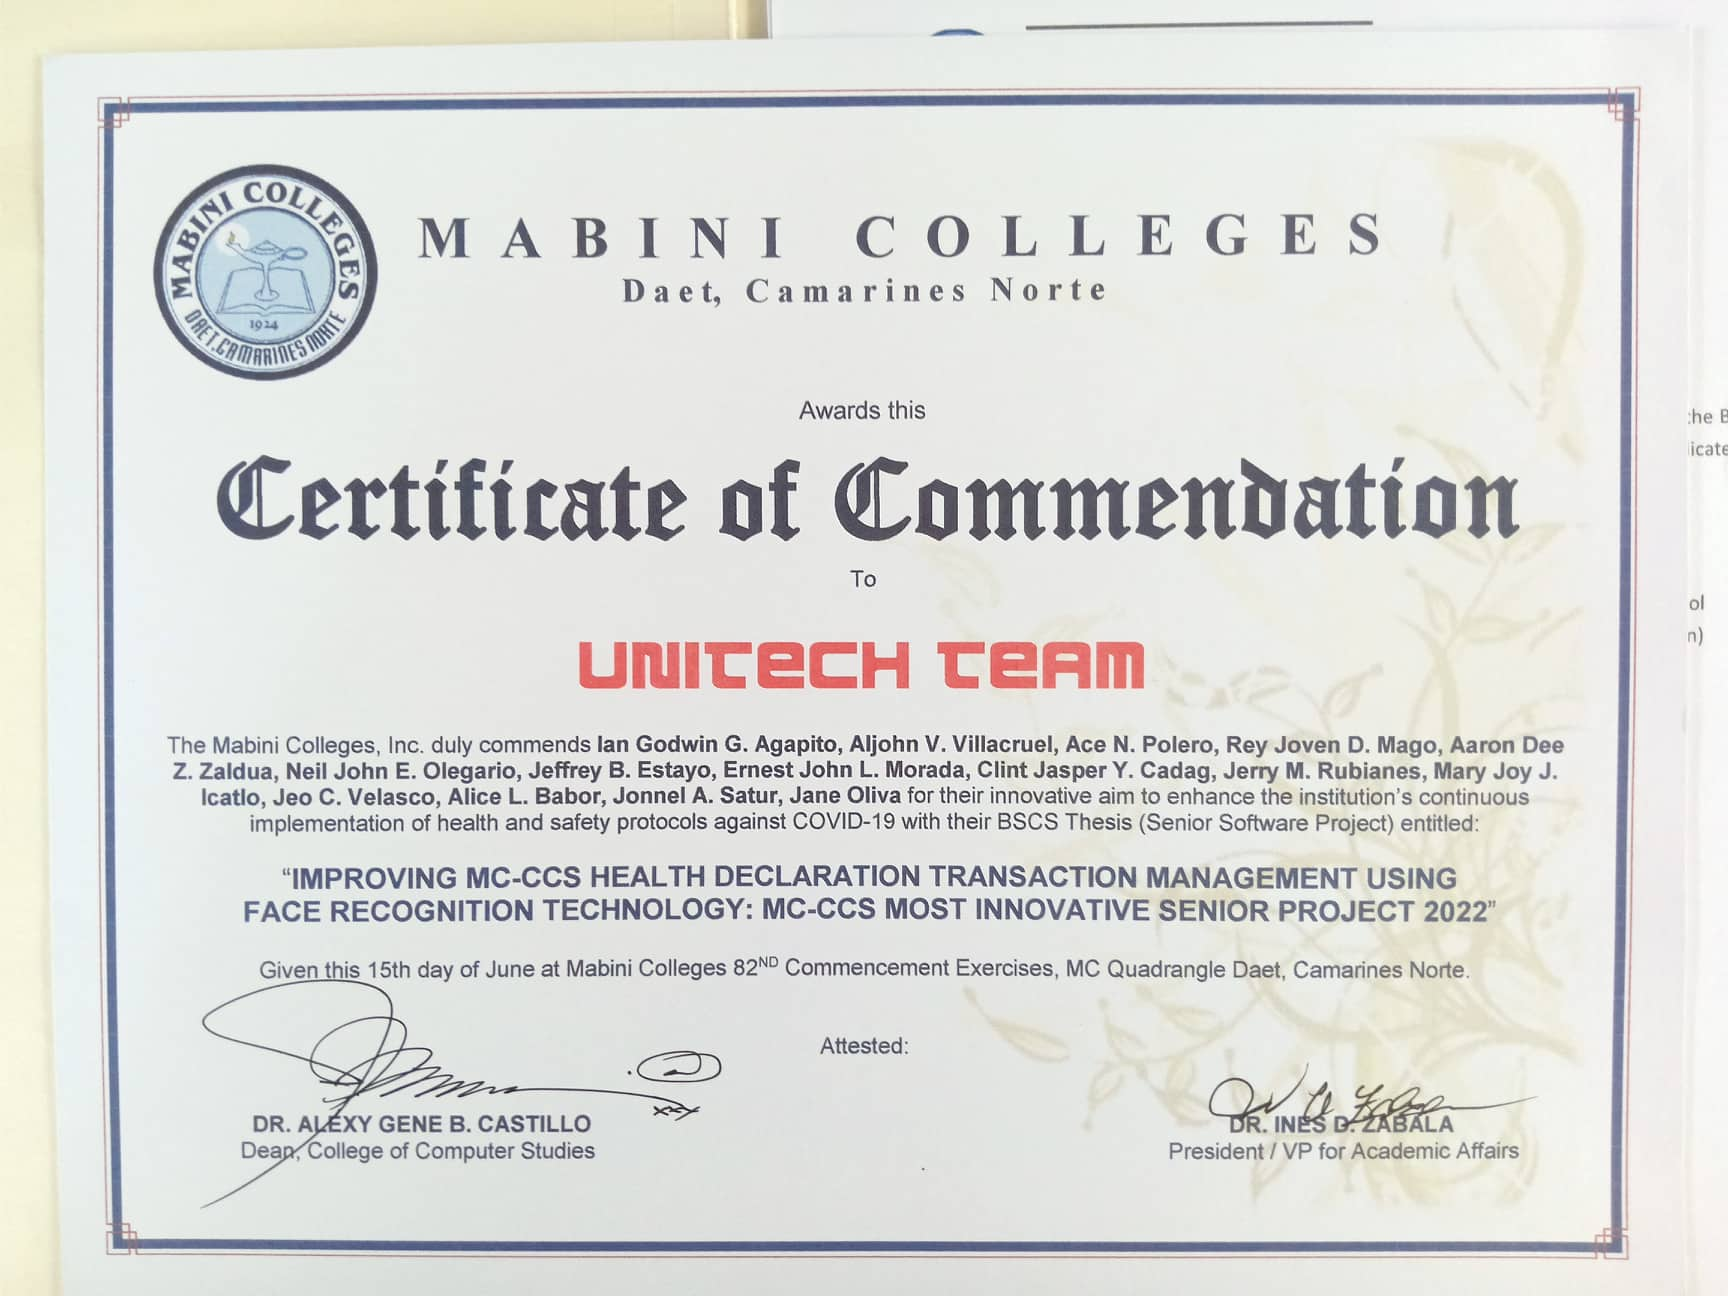 MABINI COLLEGES
DAET, CAMARINES NORTE
1924
MABINI COLLEGES
Daet, Camarines Norte
Awards this
Certificate of Commendation
To
UNITECH TEAM
The Mabini Colleges, Inc. duly commends Ian Godwin G. Agapito, Aljohn V. Villacruel, Ace N. Polero, Rey Joven D. Mago, Aaron Dee
Z. Zaldua, Neil John E. Olegario, Jeffrey B. Estayo, Ernest John L. Morada, Clint Jasper Y. Cadag, Jerry M. Rubianes, Mary Joy J.
Icatlo, Jeo C. Velasco, Alice L. Babor, Jonnel A. Satur, Jane Oliva for their innovative aim to enhance the institution's continuous
implementation of health and safety protocols against COVID-19 with their BSCS Thesis (Senior Software Project) entitled:
“IMPROVING MC-CCS HEALTH DECLARATION TRANSACTION MANAGEMENT USING
FACE RECOGNITION TECHNOLOGY: MC-CCS MOST INNOVATIVE SENIOR PROJECT 2022”
Given this 15th day of June at Mabini Colleges 82ND Commencement Exercises, MC Quadrangle Daet, Camarines Norte.
Attested:
DR. ALEXY GENE B. CASTILLO
Dean, College of Computer Studies
DR. INES D. ZABALA
President / VP for Academic Affairs